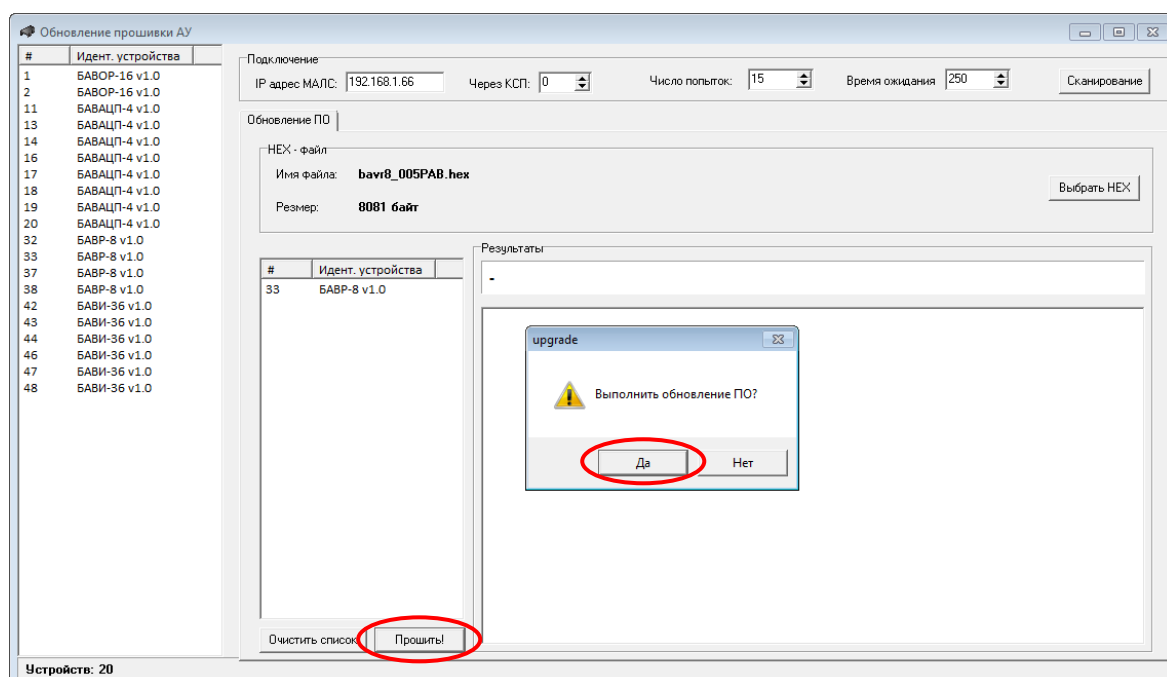 Обновление прошивки АУ
# Идент. устройства
1 БАВОР-16 v1.0
2 БАВОР-16 v1.0
11 БАВАЦП-4 v1.0
13 БАВАЦП-4 v1.0
14 БАВАЦП-4 v1.0
16 БАВАЦП-4 v1.0
17 БАВАЦП-4 v1.0
18 БАВАЦП-4 v1.0
19 БАВАЦП-4 v1.0
20 БАВАЦП-4 v1.0
32 БАВР-8 v1.0
33 БАВР-8 v1.0
37 БАВР-8 v1.0
38 БАВР-8 v1.0
42 БАВИ-36 v1.0
43 БАВИ-36 v1.0
44 БАВИ-36 v1.0
46 БАВИ-36 v1.0
47 БАВИ-36 v1.0
48 БАВИ-36 v1.0
Устройств: 20
Подключение
IP адрес МАЛС: 192.168.1.66 Через КСП: 0 Число попыток: 15 Время ожидания 250 Сканирование
Обновление ПО
HEX - файл
Имя файла: bavr8_005PAB.hex
Резмер: 8081 байт
Выбрать HEX
# Идент. устройства
33 БАВР-8 v1.0
Очистить список Прошить!
Результаты
-
upgrade
Выполнить обновление ПО?
Да Нет